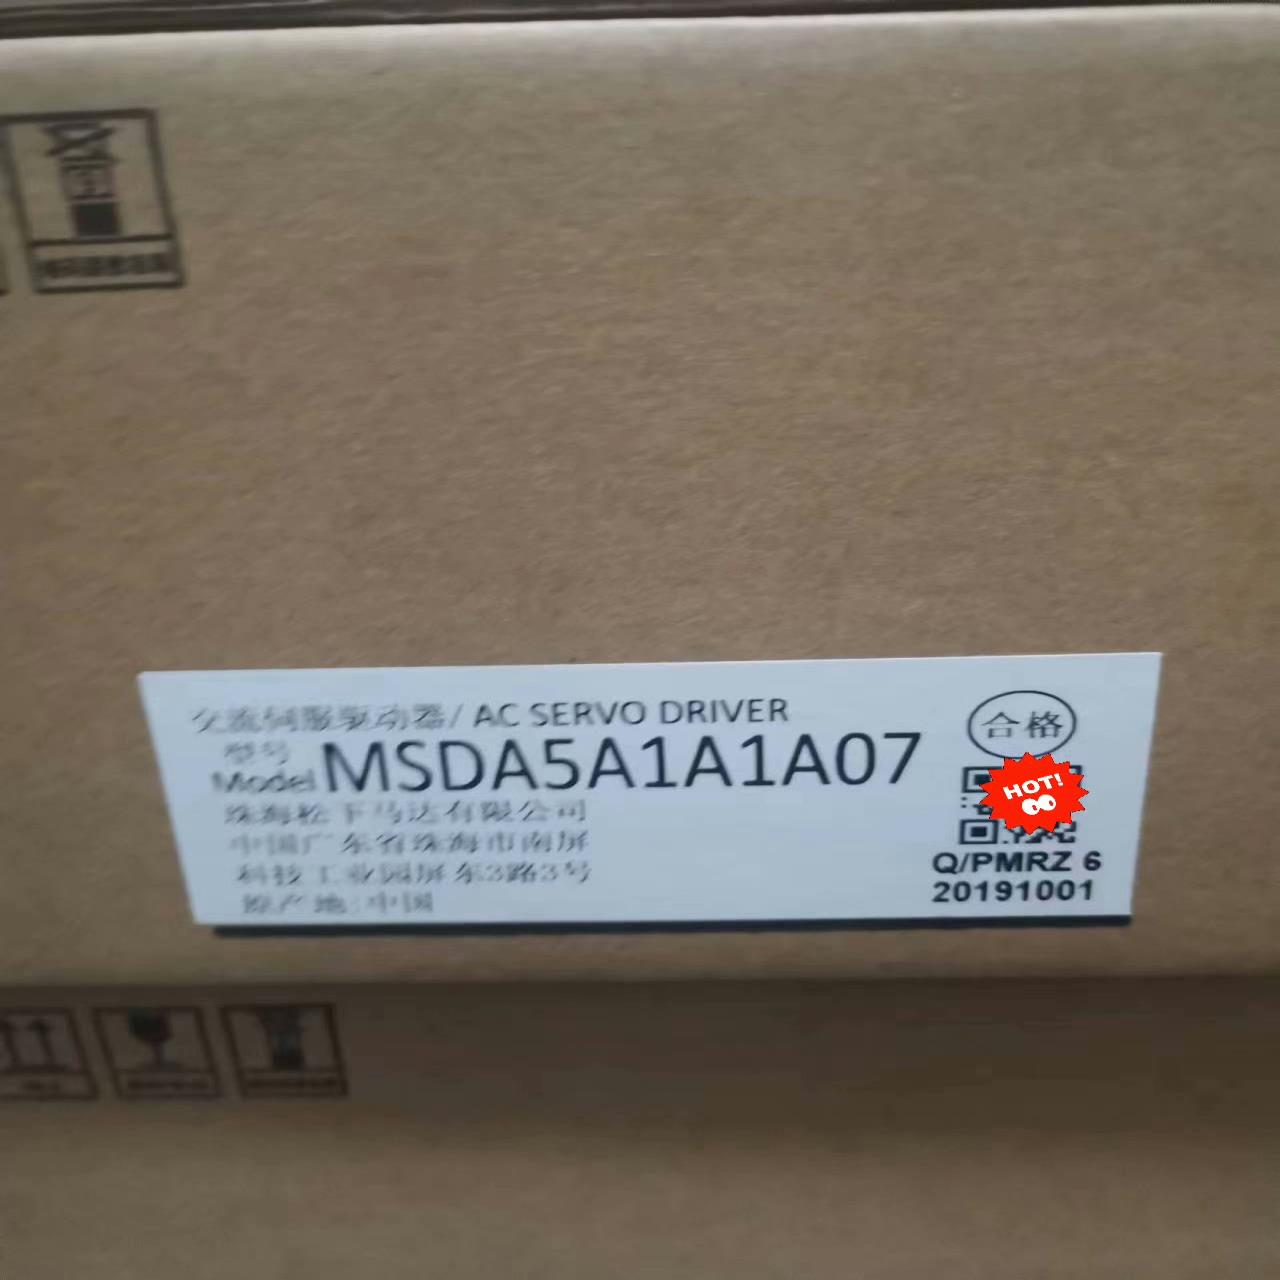 交流伺服驱动器/ AC SERVO DRIVER
型号
Model MSDA5A1A1A07
珠海松下马达有限公司
中国广东省珠海市南屏
科技工业园屏东3路3号
原产地:中国
合格
HOT!
Q/PMRZ 6
20191001